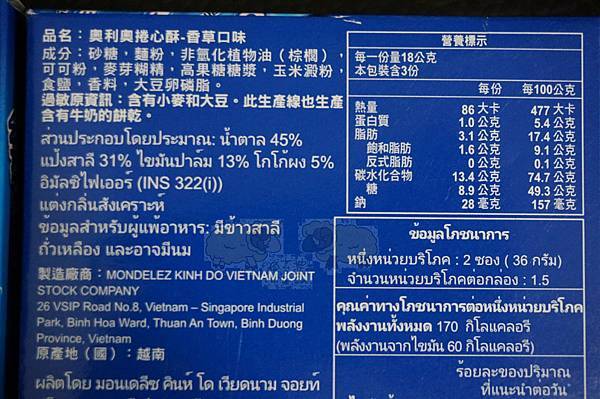 品名：奧利奧捲心酥-香草口味
成分：砂糖，麵粉，非氫化植物油（棕櫚），
可可粉，麥芽糊精，高果糖糖漿，玉米澱粉，
食鹽，香料，大豆卵磷脂。
過敏原資訊：含有小麥和大豆。此生產線也生產
含有牛奶的餅乾。
ส่วนประกอบโดยประมาณ: น้ำตาล 45%
แป้งสาลี 31% ไขมันปาล์ม 13% โกโก้ผง 5%
อิมัลซิไฟเออร์ (INS 322(i))
แต่งกลิ่นสังเคราะห์
ข้อมูลสำหรับผู้แพ้อาหาร: มีข้าวสาลี
ถั่วเหลือง และอาจมีนม
製造廠商：MONDELEZ KINH DO VIETNAM JOINT
STOCK COMPANY
26 VSIP Road No.8, Vietnam – Singapore Industrial
Park, Binh Hoa Ward, Thuan An Town, Binh Duong
Province, Vietnam
原產地（國）：越南
ผลิตโดย มอนเดลีซ คินห์ โด เวียดนาม จอยท์
營養標示
每一份量18公克
本包裝含3份
每份 每100公克
熱量 86 大卡 477 大卡
蛋白質 1.0 公克 5.4 公克
脂肪 3.1 公克 17.4 公克
飽和脂肪 1.6 公克 9.1 公克
反式脂肪 0 公克 0.1 公克
碳水化合物 13.4 公克 74.7 公克
糖 8.9 公克 49.3 公克
鈉 28 毫克 157 毫克
ข้อมูลโภชนาการ
หนึ่งหน่วยบริโภค : 2 ซอง ( 36 กรัม)
จำนวนหน่วยบริโภคต่อกล่อง : 1.5
คุณค่าทางโภชนาการต่อหนึ่งหน่วยบริโภค
พลังงานทั้งหมด 170 กิโลแคลอรี
(พลังงานจากไขมัน 60 กิโลแคลอรี)
ร้อยละของปริมาณ
ที่แนะนำต่อวัน